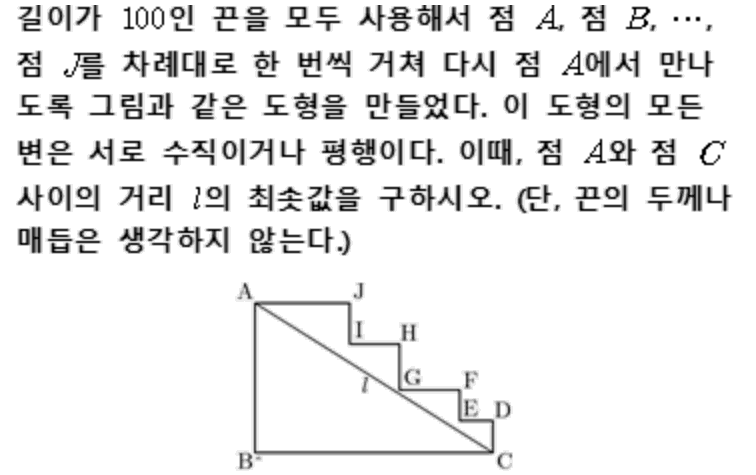 길이가 100인 끈을 모두 사용해서 점 A, 점 B, ⋯,
점 J를 차례대로 한 번씩 거쳐 다시 점 A에서 만나
도록 그림과 같은 도형을 만들었다. 이 도형의 모든
변은 서로 수직이거나 평행이다. 이때, 점 A와 점 C
사이의 거리 l의 최솟값을 구하시오. (단, 끈의 두께나
매듭은 생각하지 않는다.)
A J
I H
l G F
E D
B C